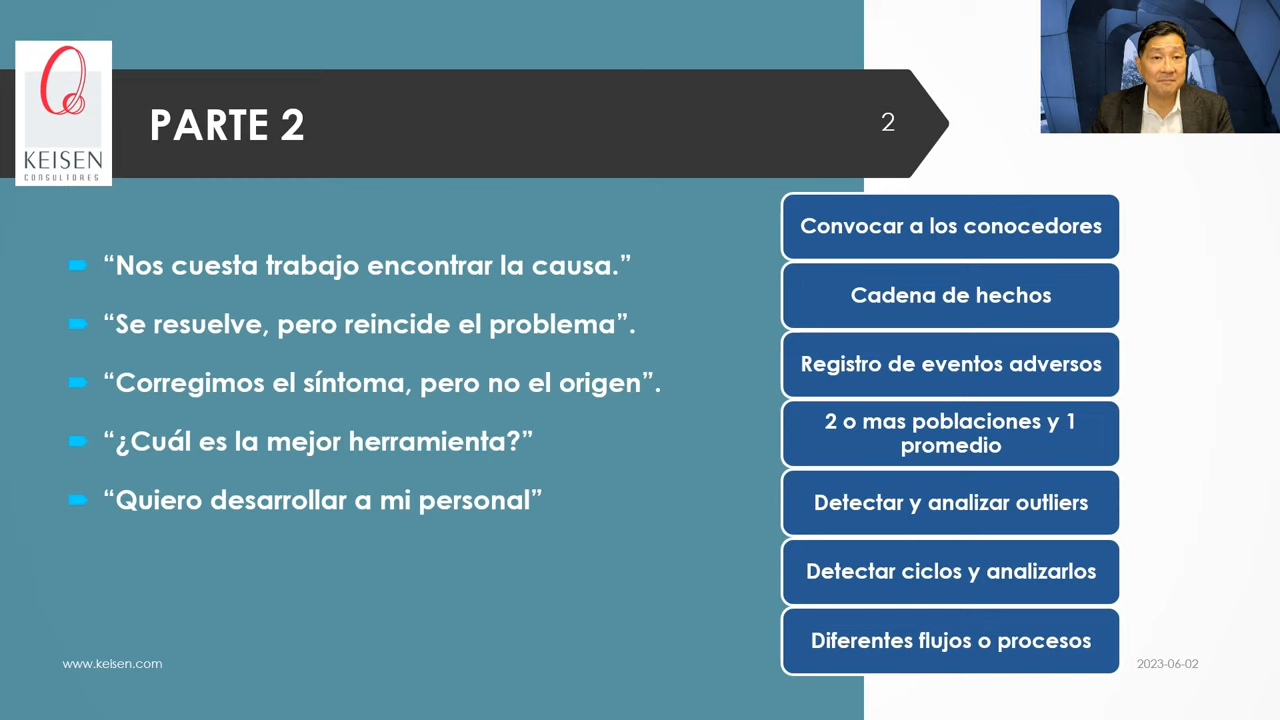 KEISEN
CONSULTORES
PARTE 2
2
“Nos cuesta trabajo encontrar la causa.”
“Se resuelve, pero reincide el problema”.
“Corregimos el síntoma, pero no el origen”.
“¿Cuál es la mejor herramienta?”
“Quiero desarrollar a mi personal”
Convocar a los conocedores
Cadena de hechos
Registro de eventos adversos
2 o mas poblaciones y 1
promedio
Detectar y analizar outliers
Detectar ciclos y analizarlos
Diferentes flujos o procesos
www.keisen.com
2023-06-02